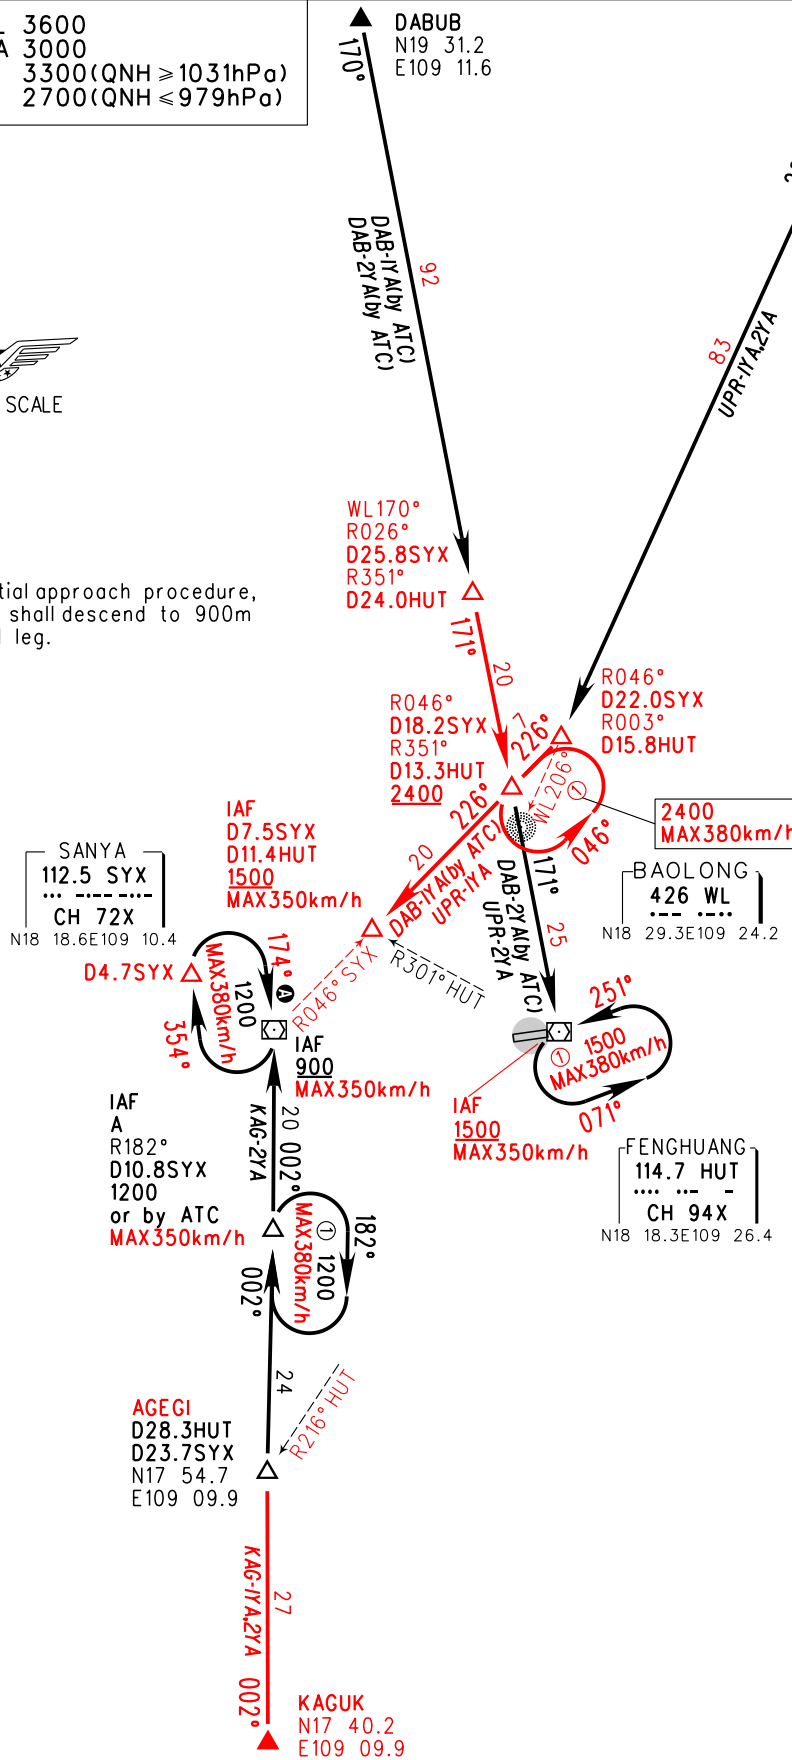 3600
3000
3300(QNH ≥ 1031hPa)
2700(QNH ≤ 979hPa)
DABUB
N19 31.2
E109 11.6
170°
DAB-1YA(by ATC)
DAB-2YA(by ATC)
92
83
UPR-1YA,2YA
SCALE
tial approach procedure,
shall descend to 900m
leg.
WL170°
R026°
D25.8SYX
R351°
D24.0HUT
171°
20
R046°
D22.0SYX
R003°
D15.8HUT
R046°
D18.2SYX
R351°
D13.3HUT
2400
7
226°
WL206°
①
046°
2400
MAX380km/h
226°
20
DAB-1YA(by ATC)
UPR-1YA
IAF
D7.5SYX
D11.4HUT
1500
MAX350km/h
171°
25
DAB-2YA(by ATC)
UPR-2YA
BAOLONG
426 WL
N18 29.3E109 24.2
SANYA
112.5 SYX
CH 72X
N18 18.6E109 10.4
D4.7SYX
174°
A
1200
MAX380km/h
354°
R046° SYX
R301° HUT
IAF
900
MAX350km/h
251°
① 1500
MAX380km/h
071°
IAF
1500
MAX350km/h
FENGHUANG
114.7 HUT
CH 94X
N18 18.3E109 26.4
IAF
A
R182°
D10.8SYX
1200
or by ATC
MAX350km/h
KAG-2YA
20 002°
182°
① 1200
MAX380km/h
002°
24
R216° HUT
AGEGI
D28.3HUT
D23.7SYX
N17 54.7
E109 09.9
KAG-1YA,2YA
27
002°
KAGUK
N17 40.2
E109 09.9